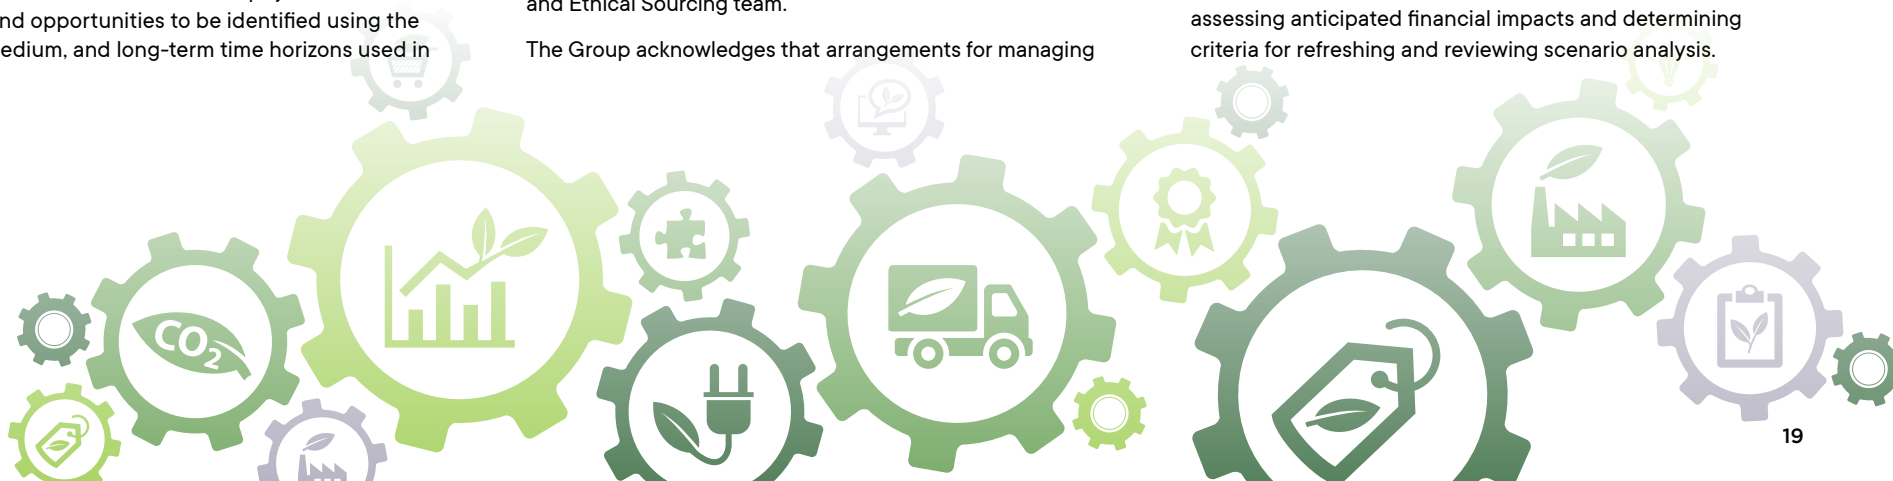 nd opportunities to be identified using the
edium, and long-term time horizons used in
and Ethical Sourcing team.
The Group acknowledges that arrangements for managing
assessing anticipated financial impacts and determining
criteria for refreshing and reviewing scenario analysis.
CO2
19